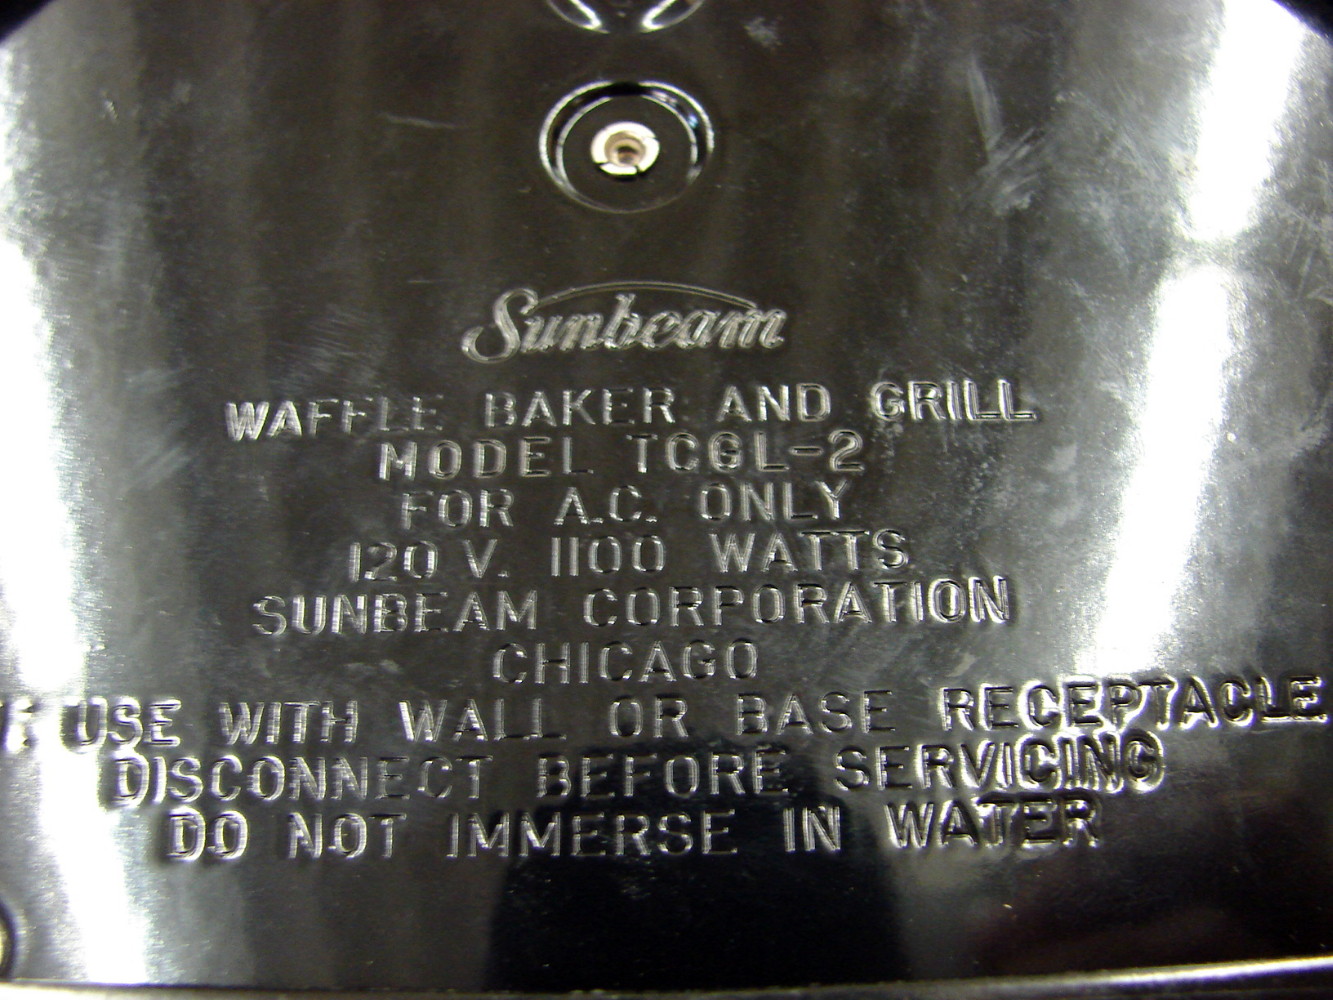 Sunbeam
WAFFLE BAKER AND GRILL
MODEL TCGL-2
FOR A.C. ONLY
120 V. 1100 WATTS
SUNBEAM CORPORATION
CHICAGO
USE WITH WALL OR BASE RECEPTACLE
DISCONNECT BEFORE SERVICING
DO NOT IMMERSE IN WATER